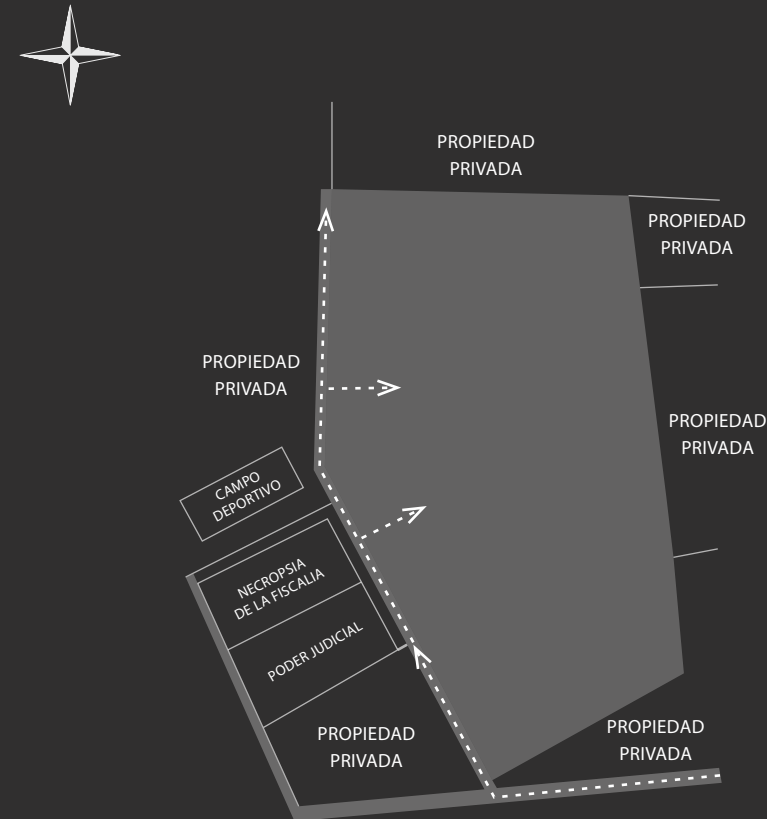 PROPIEDAD
PRIVADA
PROPIEDAD
PRIVADA
PROPIEDAD
PRIVADA
PROPIEDAD
PRIVADA
CAMPO
DEPORTIVO
NECROPSIA
DE LA FISCALIA
PODER JUDICIAL
PROPIEDAD
PRIVADA
PROPIEDAD
PRIVADA